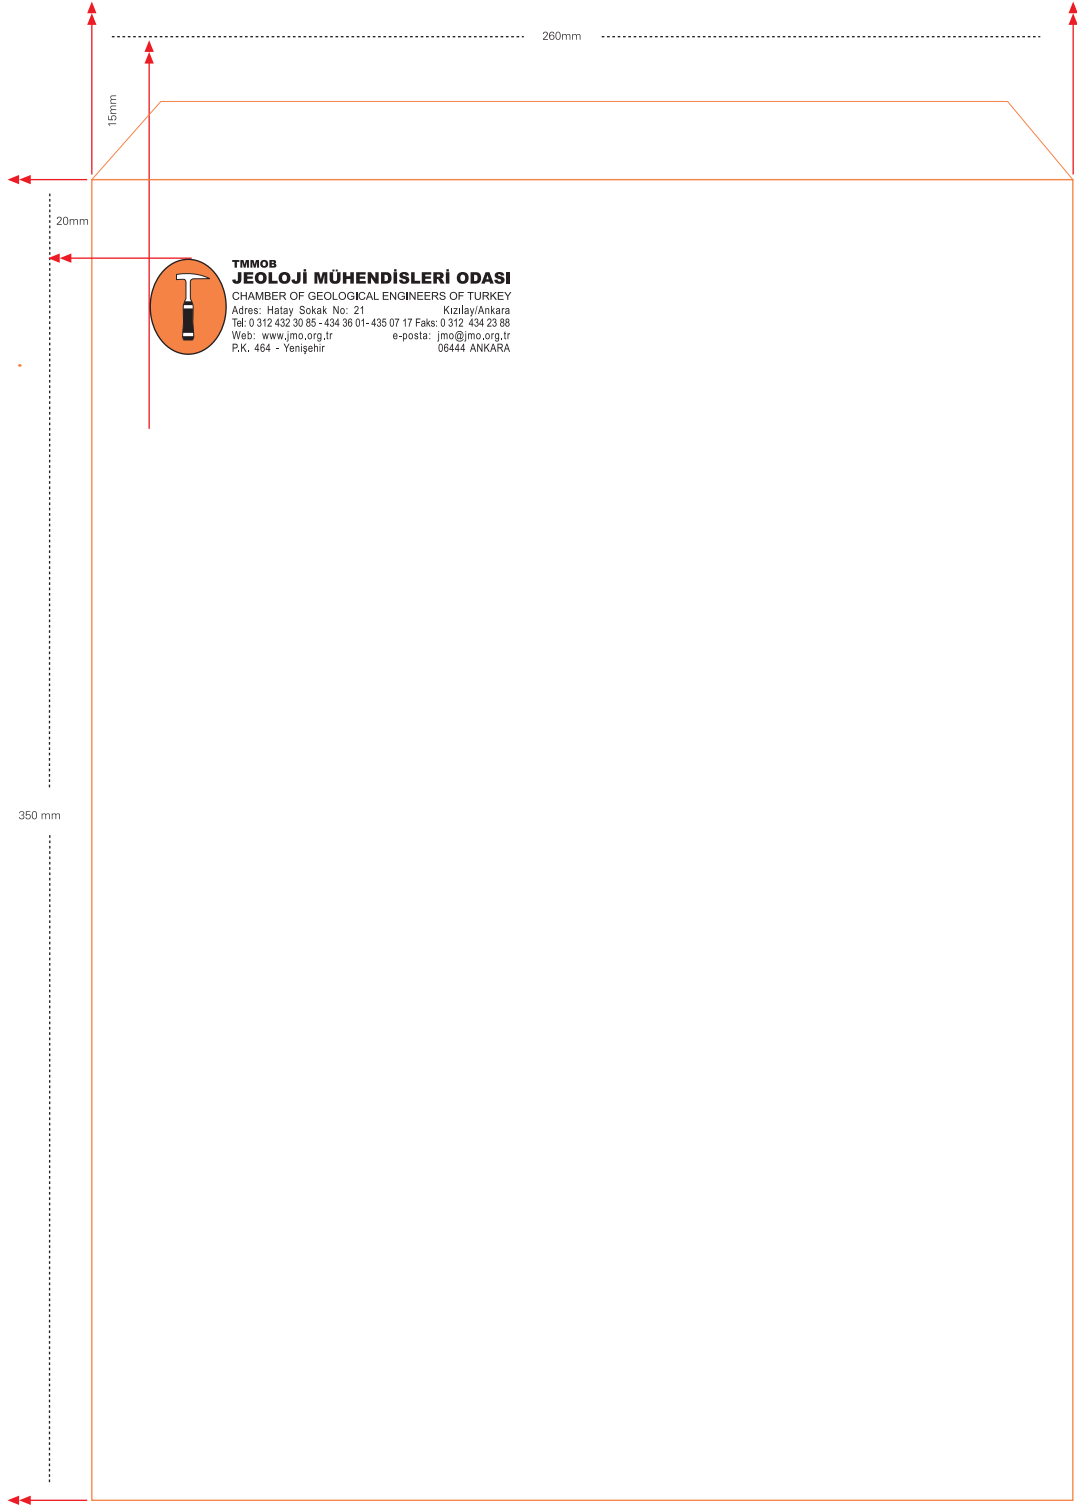 260mm
15mm
20mm
TMMOB
JEOLOJİ MÜHENDİSLERİ ODASI
CHAMBER OF GEOLOGICAL ENGINEERS OF TURKEY
Adres: Hatay Sokak No: 21 Kızılay/Ankara
Tel: 0 312 432 30 85 - 434 36 01- 435 07 17 Faks: 0 312 434 23 88
Web: www.jmo.org.tr e-posta: jmo@jmo.org.tr
P.K. 464 - Yenişehir 06444 ANKARA
350 mm